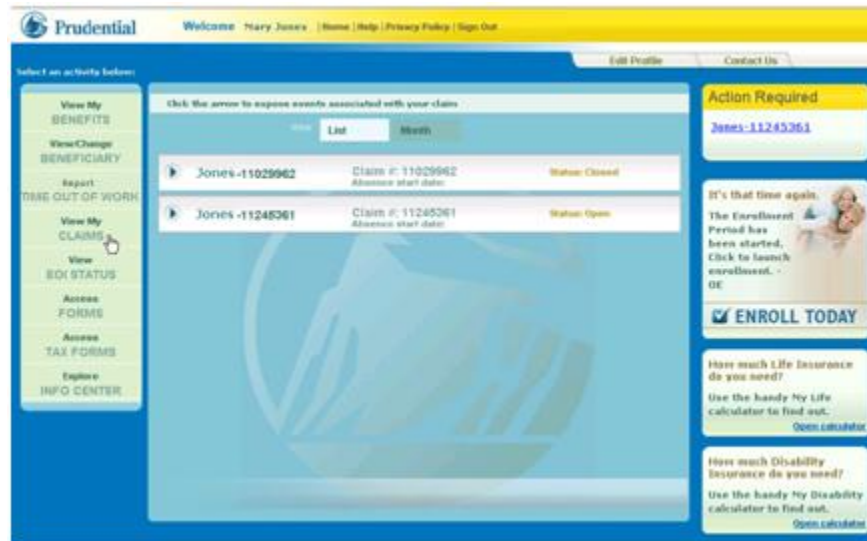 Prudential
Welcome Mary Jones | Home | Help | Privacy Policy | Sign Out
Edit Profile
Contact Us
Select an activity below:
View My
BENEFITS
View/Change
BENEFICIARY
Report
TIME OUT OF WORK
View My
CLAIMS
View
EOI STATUS
Access
FORMS
Access
TAX FORMS
Explore
INFO CENTER
Click the arrow to expose events associated with your claim
List
Month
Jones-11029962
Claim #: 11029962
Absence start date:
Status: Closed
Jones-11245361
Claim #: 11245361
Absence start date:
Status: Open
Action Required
Jones-11245361
It's that time again.
The Enrollment
Period has
been started.
Click to launch
enrollment. -
OE
ENROLL TODAY
How much Life Insurance
do you need?
Use the handy My Life
calculator to find out.
Open calculator
How much Disability
Insurance do you need?
Use the handy My Disability
calculator to find out.
Open calculator